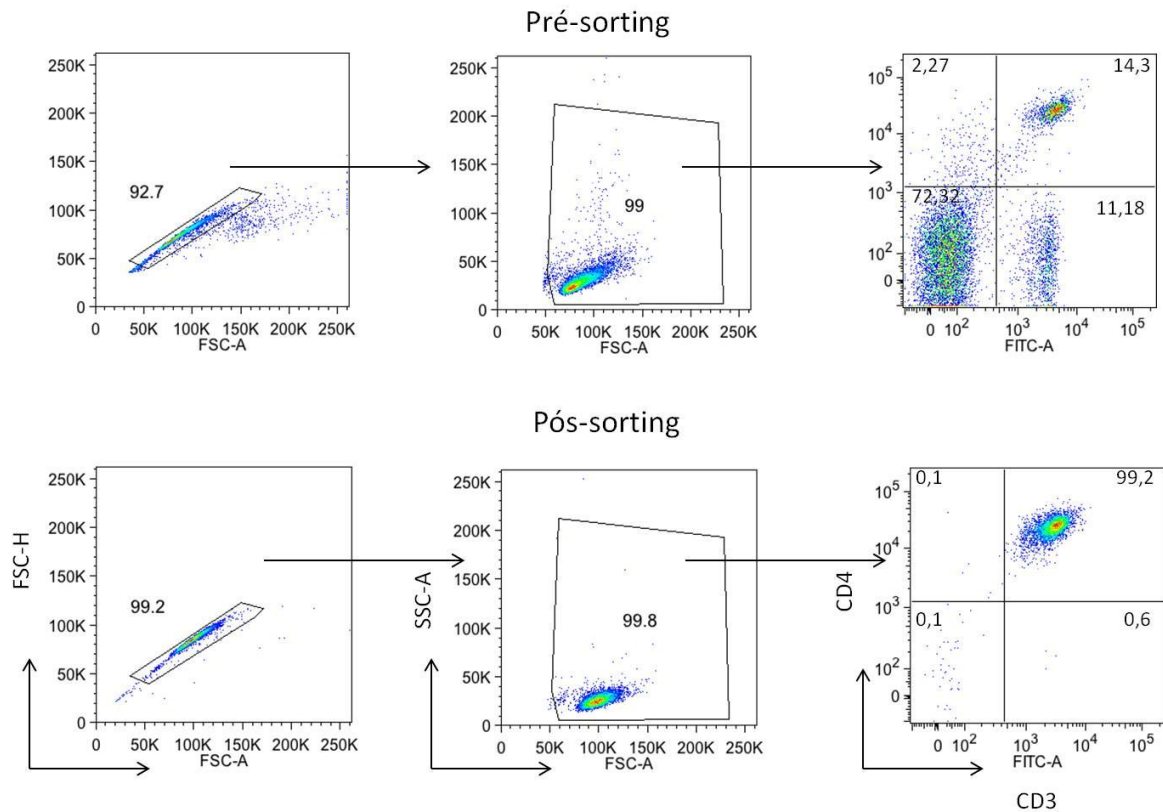 Pré-sorting
250K
200K
150K
100K
50K
0
92.7
0 50K 100K 150K 200K 250K
FSC-A
250K
200K
150K
100K
50K
0
99
0 50K 100K 150K 200K 250K
FSC-A
2,27 14,3
72,32 11,18
10^5
10^4
10^3
10^2
0
0 10^2 10^3 10^4 10^5
FITC-A
Pós-sorting
FSC-H
250K
200K
150K
100K
50K
0
99.2
0 50K 100K 150K 200K 250K
FSC-A
SSC-A
250K
200K
150K
100K
50K
0
99.8
0 50K 100K 150K 200K 250K
FSC-A
CD4
0,1 99,2
0,1 0,6
10^5
10^4
10^3
10^2
0
0 10^2 10^3 10^4 10^5
FITC-A
CD3